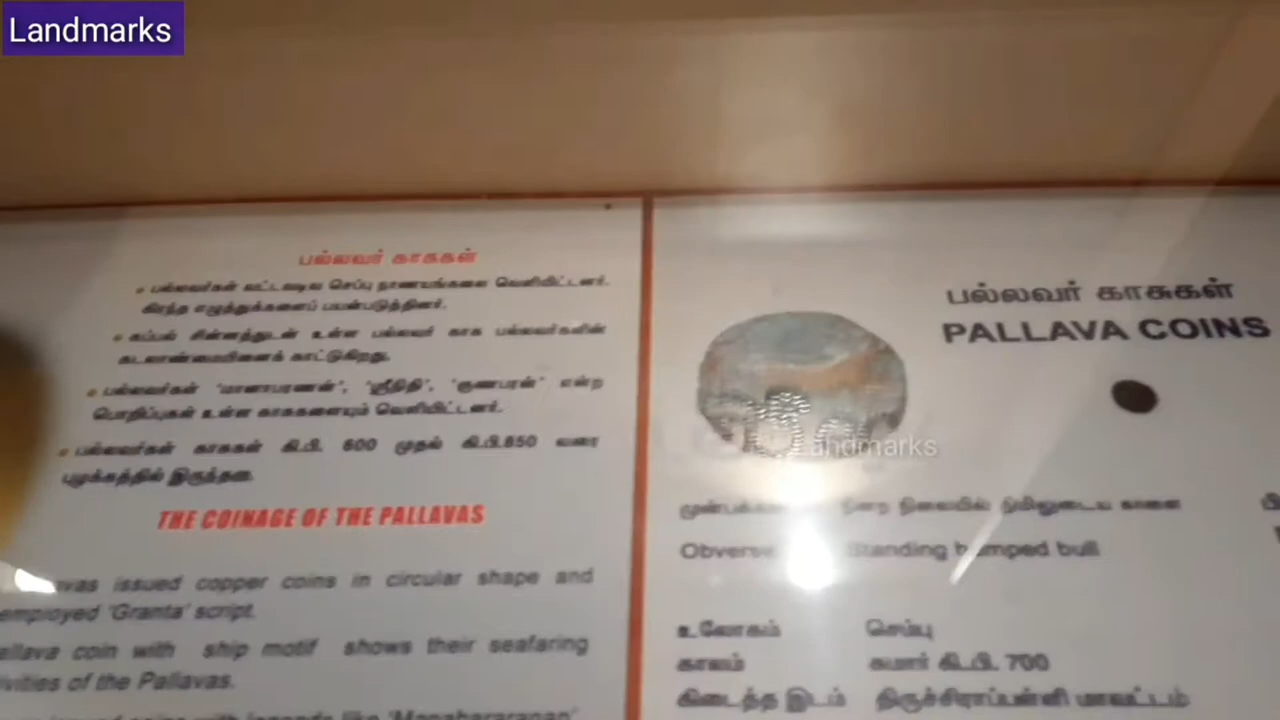 Landmarks
பல்லவர் காசுகள்
பல்லவர்கள் வட்டவடிவ செப்பு நாணயங்களை வெளியிட்டனர்.
கிரந்த எழுத்துக்களைப் பயன்படுத்தினர்.
கப்பல் சின்னத்துடன் உள்ள பல்லவர் காசு பல்லவர்களின்
கடலாண்மையினைக் காட்டுகிறது.
பல்லவர்கள் 'மானாபரணன்', 'ஸ்ரீநிதி', 'குணபரன்' என்ற
பொறிப்புகள் உள்ள காசுகளையும் வெளியிட்டனர்.
பல்லவர்கள் காசுகள் கி.பி. 600 முதல் கி.பி.850 வரை
புழக்கத்தில் இருந்தன.
THE COINAGE OF THE PALLAVAS
issued copper coins in circular shape and
employed 'Granta' script.
coin with ship motif shows their seafaring
of the Pallavas.
பல்லவர் காசுகள்
PALLAVA COINS
Landmarks
நிலையில் திமிலுடைய காளை
Obverse Standing humped bull
உலோகம் செம்பு
காலம் சுமார் கி.பி. 700
கிடைத்த இடம் திருச்சிராப்பள்ளி மாவட்டம்